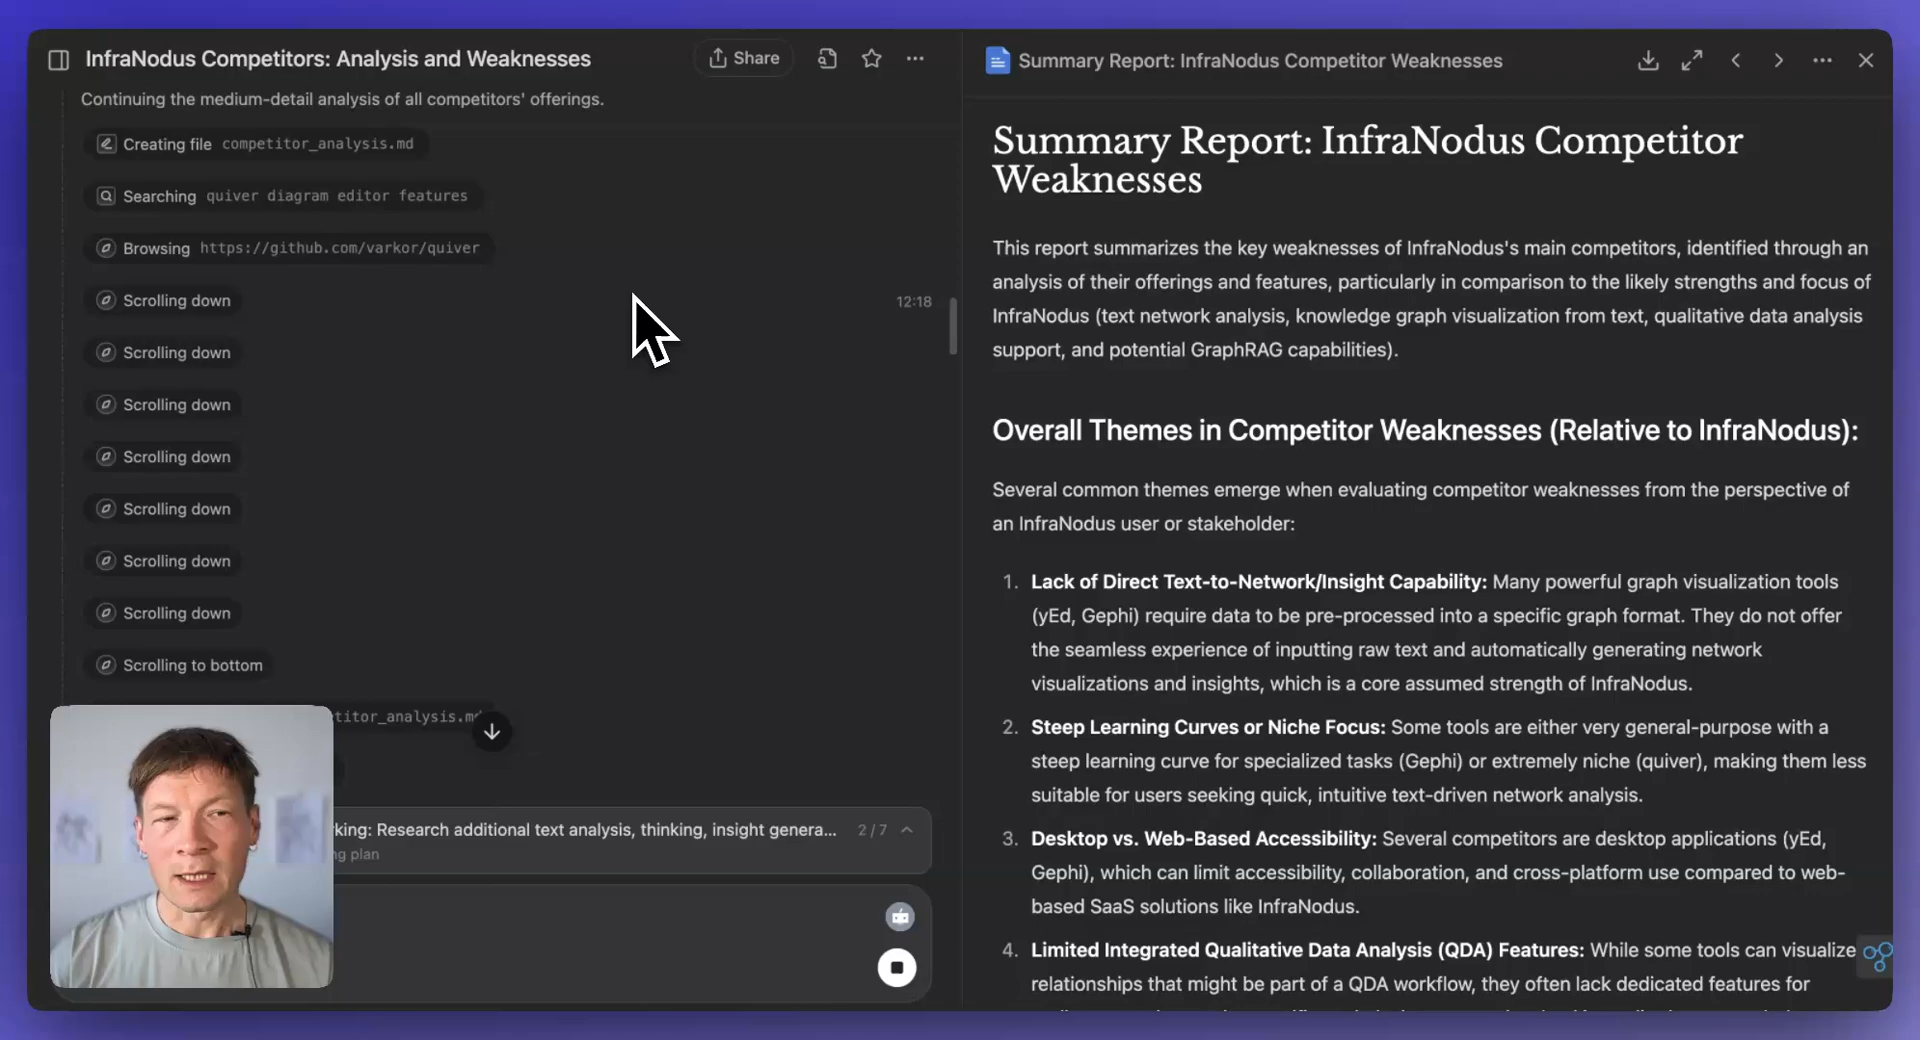 InfraNodus Competitors: Analysis and Weaknesses
Share
Continuing the medium-detail analysis of all competitors' offerings.
Creating file competitor_analysis.md
Searching quiver diagram editor features
Browsing https://github.com/varkor/quiver
Scrolling down
12:18
Scrolling down
Scrolling down
Scrolling down
Scrolling down
Scrolling down
Scrolling down
Scrolling to bottom
titor_analysis.md
king: Research additional text analysis, thinking, insight genera... 2 / 7
ng plan
Summary Report: InfraNodus Competitor Weaknesses
Summary Report: InfraNodus Competitor
Weaknesses
This report summarizes the key weaknesses of InfraNodus's main competitors, identified through an
analysis of their offerings and features, particularly in comparison to the likely strengths and focus of
InfraNodus (text network analysis, knowledge graph visualization from text, qualitative data analysis
support, and potential GraphRAG capabilities).
Overall Themes in Competitor Weaknesses (Relative to InfraNodus):
Several common themes emerge when evaluating competitor weaknesses from the perspective of
an InfraNodus user or stakeholder:
1. Lack of Direct Text-to-Network/Insight Capability: Many powerful graph visualization tools
(yEd, Gephi) require data to be pre-processed into a specific graph format. They do not offer
the seamless experience of inputting raw text and automatically generating network
visualizations and insights, which is a core assumed strength of InfraNodus.
2. Steep Learning Curves or Niche Focus: Some tools are either very general-purpose with a
steep learning curve for specialized tasks (Gephi) or extremely niche (quiver), making them less
suitable for users seeking quick, intuitive text-driven network analysis.
3. Desktop vs. Web-Based Accessibility: Several competitors are desktop applications (yEd,
Gephi), which can limit accessibility, collaboration, and cross-platform use compared to web-
based SaaS solutions like InfraNodus.
4. Limited Integrated Qualitative Data Analysis (QDA) Features: While some tools can visualize
relationships that might be part of a QDA workflow, they often lack dedicated features for